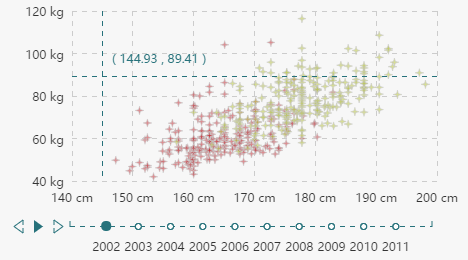 120 kg
100 kg
( 144.93 , 89.41 )
80 kg
60 kg
40 kg
140 cm 150 cm 160 cm 170 cm 180 cm 190 cm 200 cm
2002 2003 2004 2005 2006 2007 2008 2009 2010 2011